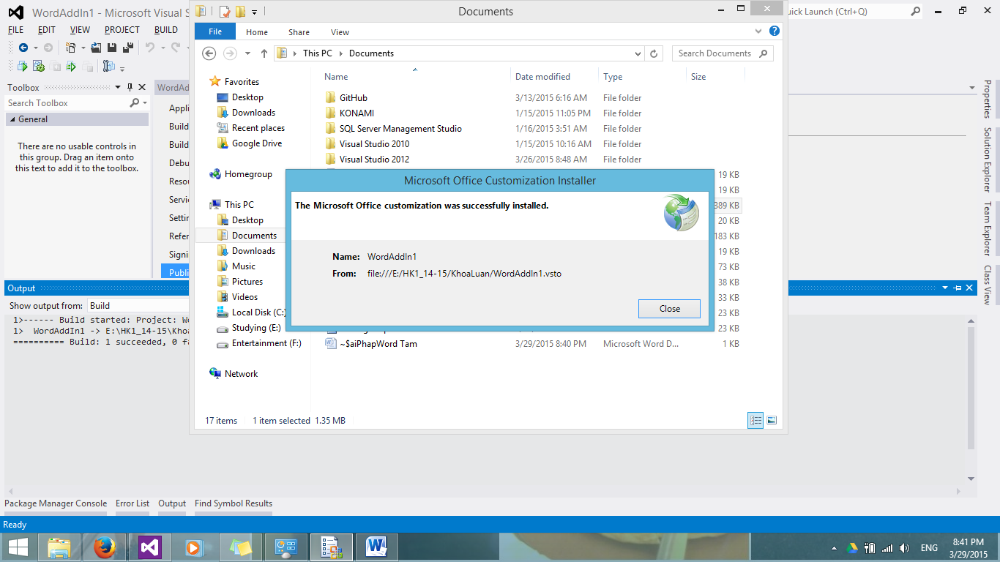 WordAddIn1 - Microsoft Visual S
Quick Launch (Ctrl+Q)
FILE EDIT VIEW PROJECT BUILD
Documents
File Home Share View
This PC Documents
Search Documents
Toolbox
Search Toolbox
General
There are no usable controls in
this group. Drag an item onto
this text to add it to the toolbox.
WordAd
Appli
Build
Build
Debu
Resou
Servic
Settin
Refer
Signi
Publi
Favorites
Desktop
Downloads
Recent places
Google Drive
Homegroup
This PC
Desktop
Documents
Downloads
Music
Pictures
Videos
Local Disk (C:)
Studying (E:)
Entertainment (F:)
Network
Name Date modified Type Size
GitHub 3/13/2015 6:16 AM File folder
KONAMI 1/15/2015 11:05 PM File folder
SQL Server Management Studio 1/16/2015 3:51 AM File folder
Visual Studio 2010 1/15/2015 10:16 AM File folder
Visual Studio 2012 3/26/2015 8:48 AM File folder
19 KB
19 KB
389 KB
20 KB
183 KB
19 KB
73 KB
38 KB
33 KB
23 KB
23 KB
~$aiPhapWord Tam 3/29/2015 8:40 PM Microsoft Word D... 1 KB
17 items 1 item selected 1.35 MB
Microsoft Office Customization Installer
The Microsoft Office customization was successfully installed.
Name: WordAddIn1
From: file:///E:/HK1_14-15/KhoaLuan/WordAddIn1.vsto
Close
Properties
Solution Explorer
Team Explorer
Class View
Output
Show output from: Build
1>------ Build started: Project: Wo
1> WordAddIn1 -> E:\HK1_14-15\Khoa
========== Build: 1 succeeded, 0 fa
Package Manager Console Error List Output Find Symbol Results
Ready
ENG
8:41 PM
3/29/2015